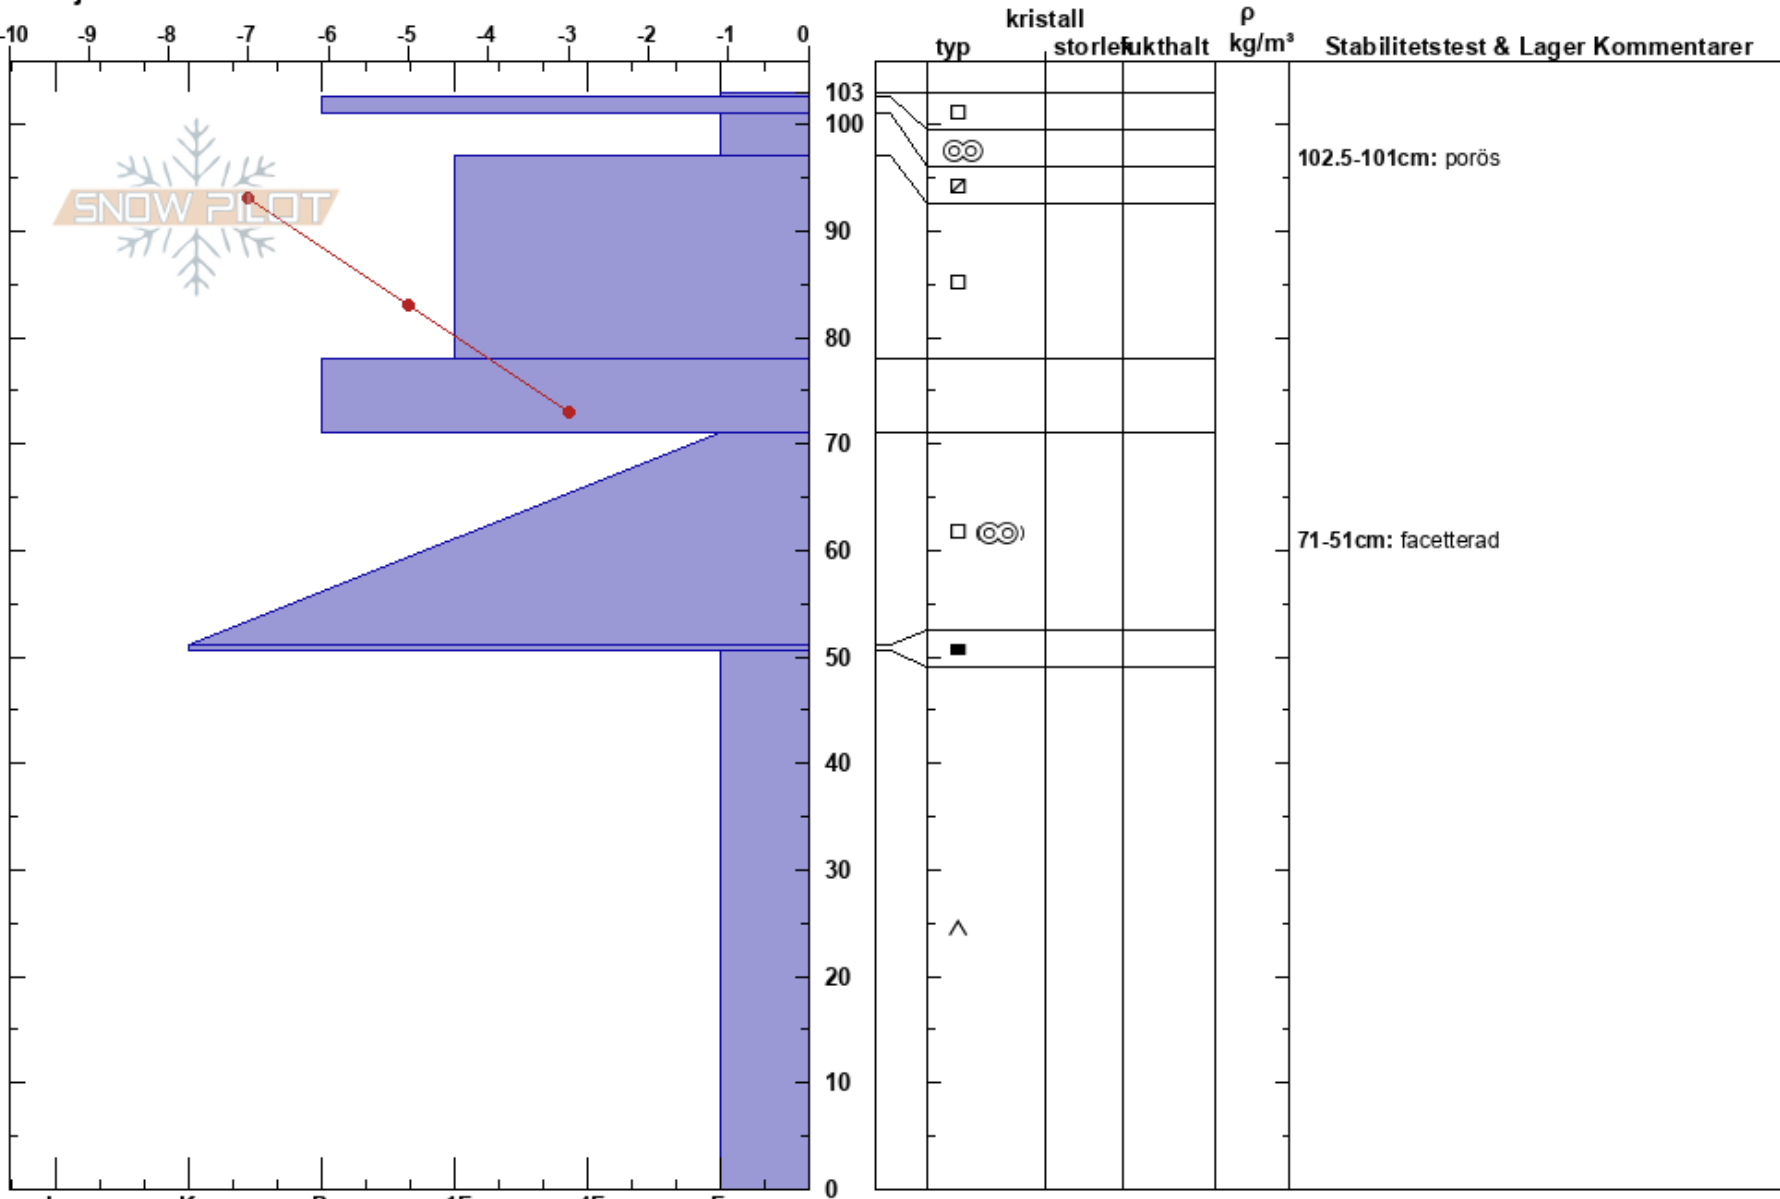 kristall
ρ
-10 -9 -8 -7 -6 -5 -4 -3 -2 -1 0
typ storlek fukthalt kg/m³ Stabilitetstest & Lager Kommentarer
103
100
102.5-101cm: porös
SNOW PILOT
90
80
70
60
71-51cm: facetterad
50
40
30
20
10
0